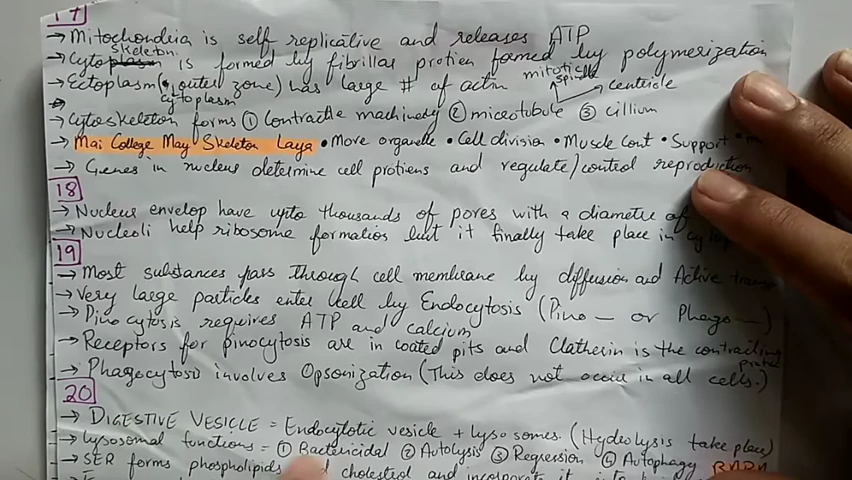 17
→ Mitochondria is self replicative and releases ATP
→ Cytoskeleton is formed by fibrillar protien formed by polymerization
→ Ectoplasm (outer zone) has large # of actin mitotic spindle centriole
cytoplasm
→ Cytoskeleton forms ① Contractile machinery ② microtubule ③ cillium
→ Mai College May Skeleton Laya • Move organelle • Cell division • Muscle cont • Support •
→ Genes in nucleus determine cell protiens and regulate/control reproduction
18
→ Nucleus envelop have upto thousands of pores with a diametre of
→ Nucleoli help ribosome formation but it finally take place in
19
→ Most substances pass through cell membrane by diffusion and Active
→ Very large particles enter cell by Endocytosis (Pino — or Phago —)
→ Pinocytosis requires ATP and calcium
→ Receptors for pinocytosis are in coated pits and Clatherin is the contracting protein
→ Phagocytosis involves Opsonization (This does not occur in all cells.)
20
→ DIGESTIVE VESICLE = Endocytotic vesicle + lysosomes. (Hydrolysis take place)
→ Lysosomal functions = ① Bactericidal ② Autolysis ③ Regression ④ Autophagy
→ SER forms phospholipids cholesterol and incorporate it